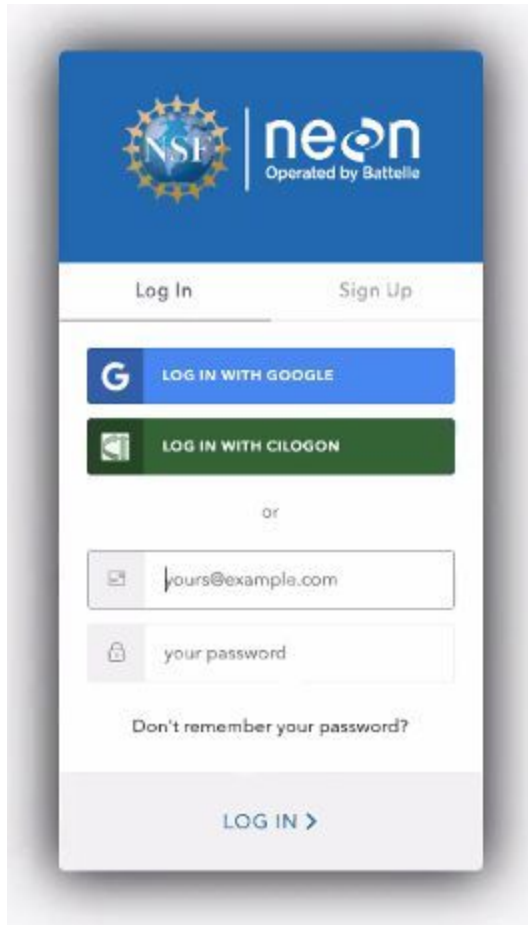 NSF
neon
Operated by Battelle
Log In
Sign Up
G
LOG IN WITH GOOGLE
LOG IN WITH CILOGON
or
yours@example.com
your password
Don't remember your password?
LOG IN >